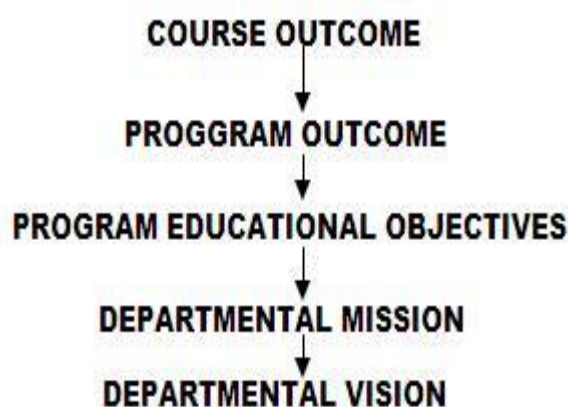 COURSE OUTCOME
PROGGRAM OUTCOME
PROGRAM EDUCATIONAL OBJECTIVES
DEPARTMENTAL MISSION
DEPARTMENTAL VISION